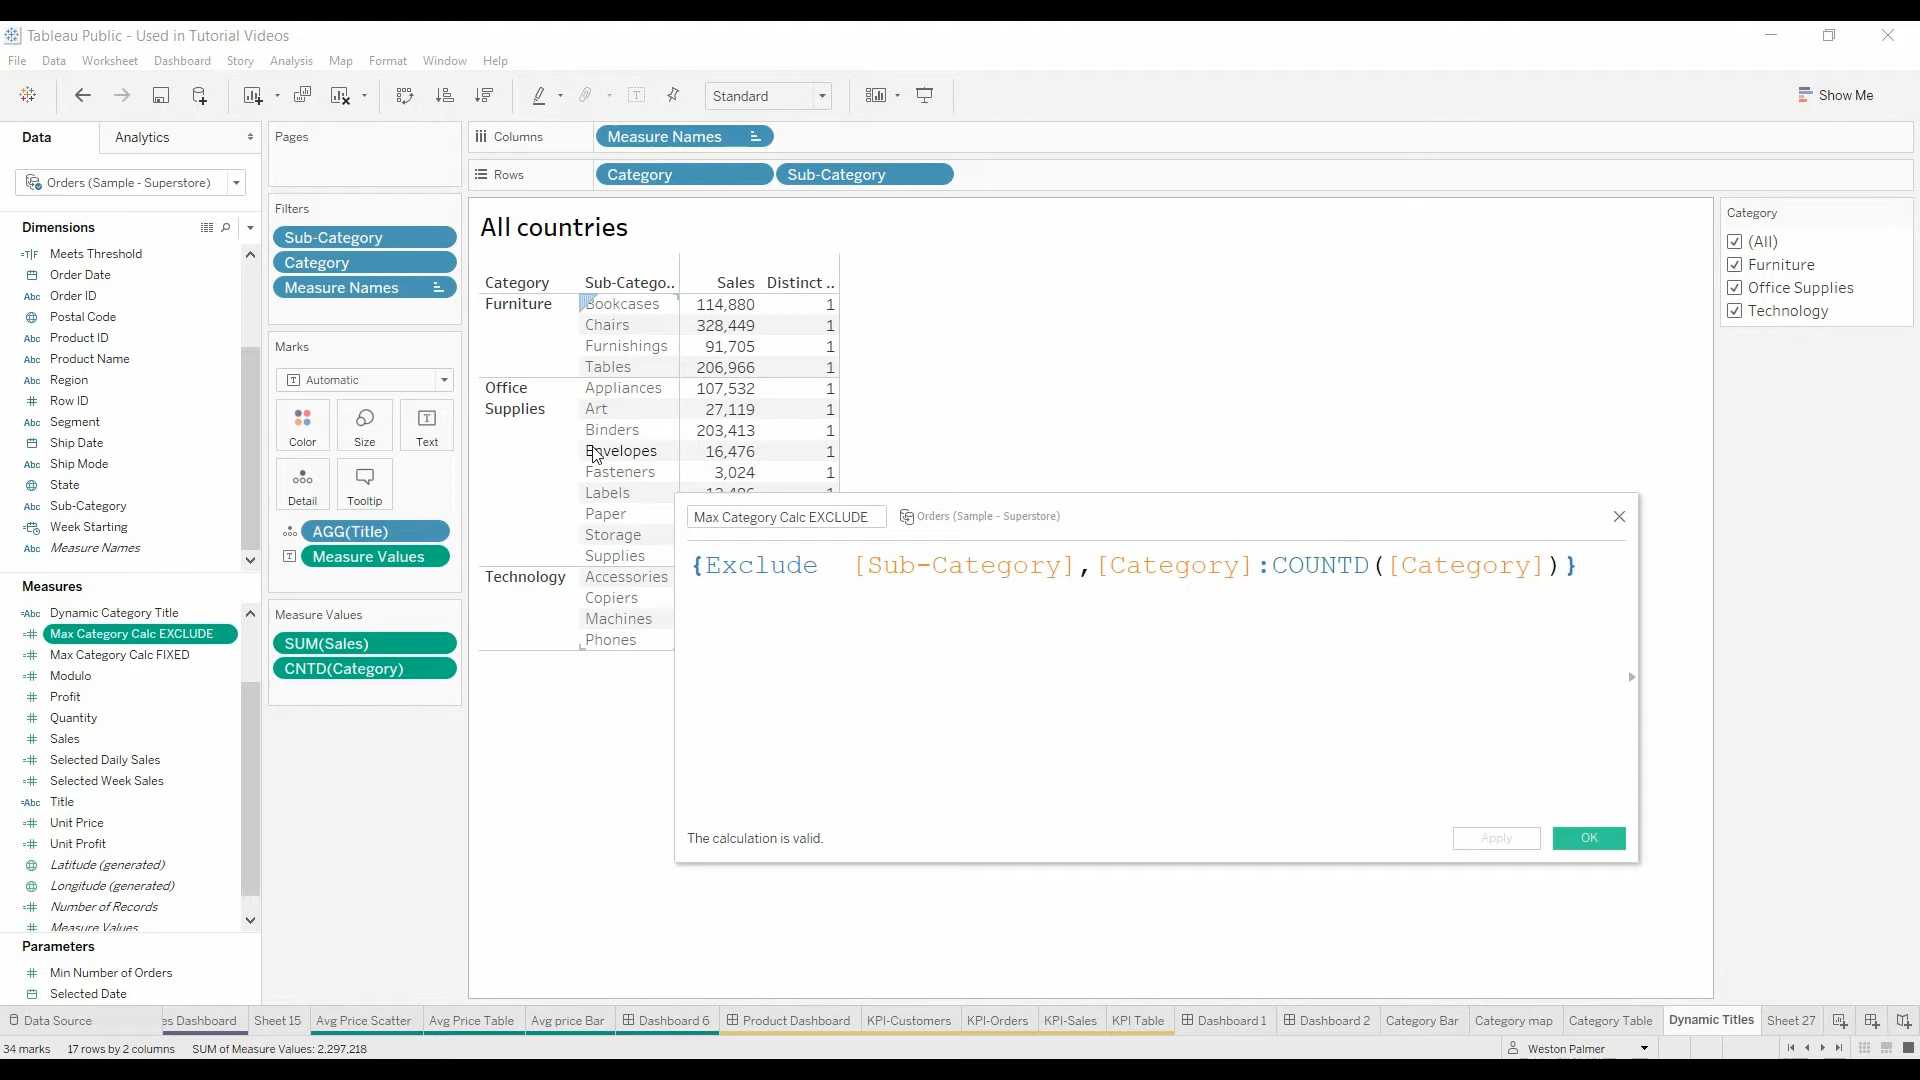 Tableau Public - Used in Tutorial Videos
File Data Worksheet Dashboard Story Analysis Map Format Window Help
Standard
Show Me
Data Analytics
Orders (Sample - Superstore)
Dimensions
Meets Threshold
Order Date
Order ID
Postal Code
Product ID
Product Name
Region
Row ID
Segment
Ship Date
Ship Mode
State
Sub-Category
Week Starting
Measure Names
Measures
Dynamic Category Title
Max Category Calc EXCLUDE
Max Category Calc FIXED
Modulo
Profit
Quantity
Sales
Selected Daily Sales
Selected Week Sales
Title
Unit Price
Unit Profit
Latitude (generated)
Longitude (generated)
Number of Records
Measure Values
Parameters
Min Number of Orders
Selected Date
Pages
Filters
Sub-Category
Category
Measure Names
Marks
Automatic
Color Size Text
Detail Tooltip
AGG(Title)
Measure Values
Measure Values
SUM(Sales)
CNTD(Category)
Columns Measure Names
Rows Category Sub-Category
All countries
Category Sub-Catego.. Sales Distinct ..
Furniture Bookcases 114,880 1
Chairs 328,449 1
Furnishings 91,705 1
Tables 206,966 1
Office Appliances 107,532 1
Supplies Art 27,119 1
Binders 203,413 1
Envelopes 16,476 1
Fasteners 3,024 1
Labels
Paper
Storage
Supplies
Technology Accessories
Copiers
Machines
Phones
Max Category Calc EXCLUDE Orders (Sample - Superstore)
{Exclude [Sub-Category],[Category]:COUNTD([Category])}
The calculation is valid.
Apply OK
Category
(All)
Furniture
Office Supplies
Technology
Data Source es Dashboard Sheet 15 Avg Price Scatter Avg Price Table Avg price Bar Dashboard 6 Product Dashboard KPI-Customers KPI-Orders KPI-Sales KPI Table Dashboard 1 Dashboard 2 Category Bar Category map Category Table Dynamic Titles Sheet 27
34 marks 17 rows by 2 columns SUM of Measure Values: 2,297,218 Weston Palmer